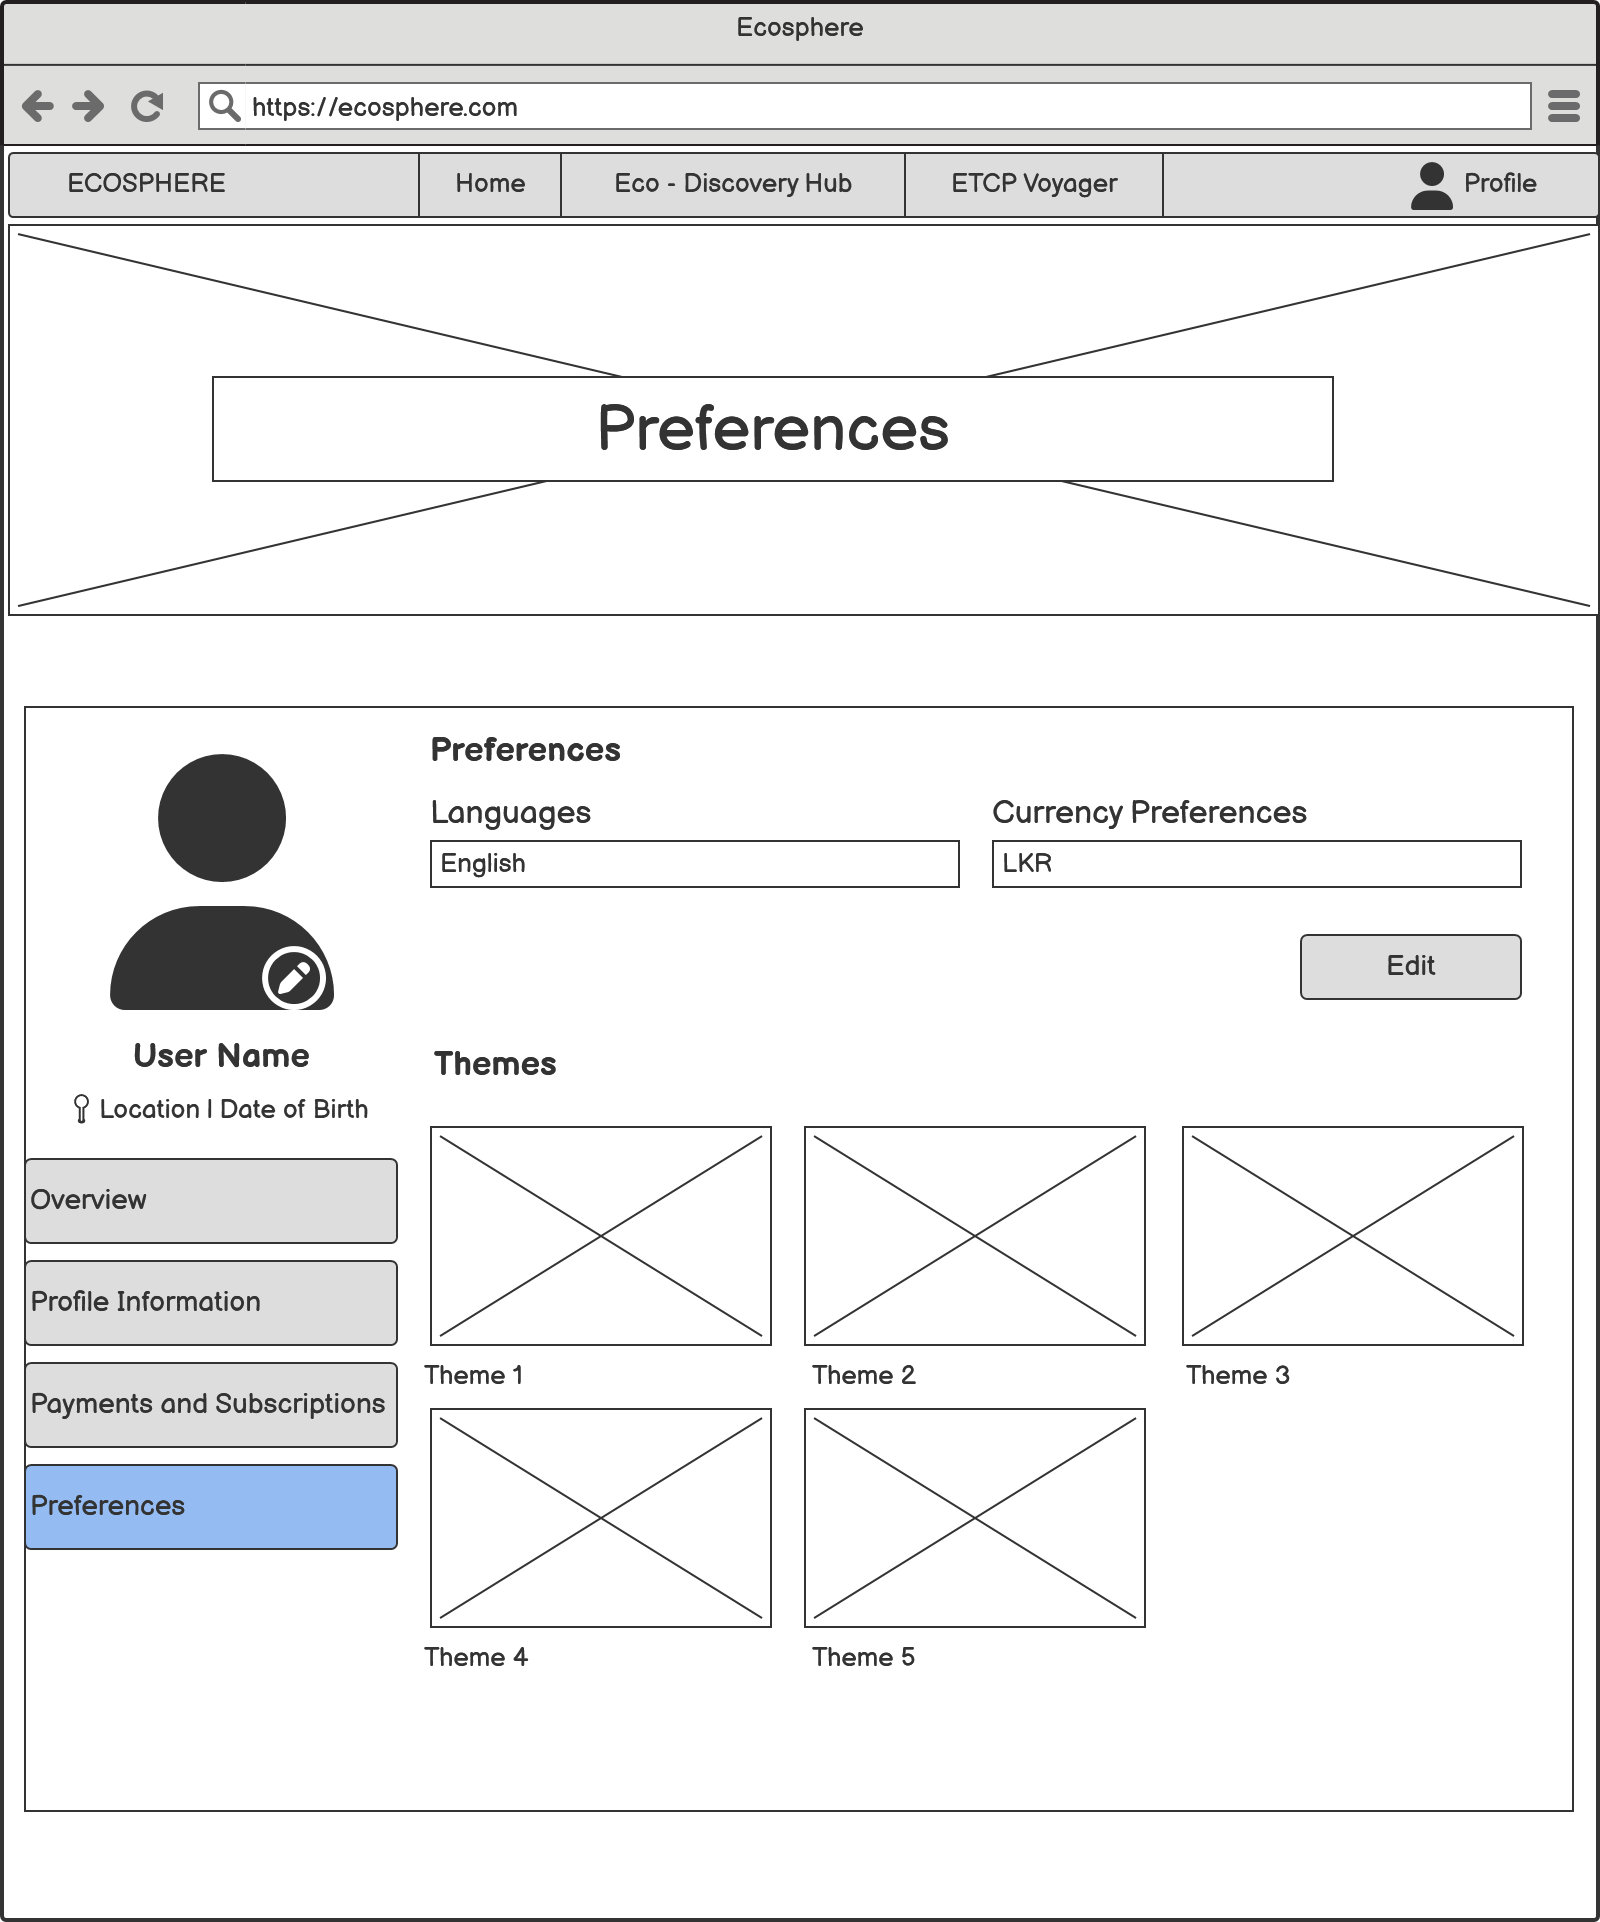 Ecosphere
https://ecosphere.com
ECOSPHERE
Home
Eco - Discovery Hub
ETCP Voyager
Profile
Preferences
User Name
Location | Date of Birth
Overview
Profile Information
Payments and Subscriptions
Preferences
Preferences
Languages
Currency Preferences
English
LKR
Edit
Themes
Theme 1
Theme 2
Theme 3
Theme 4
Theme 5